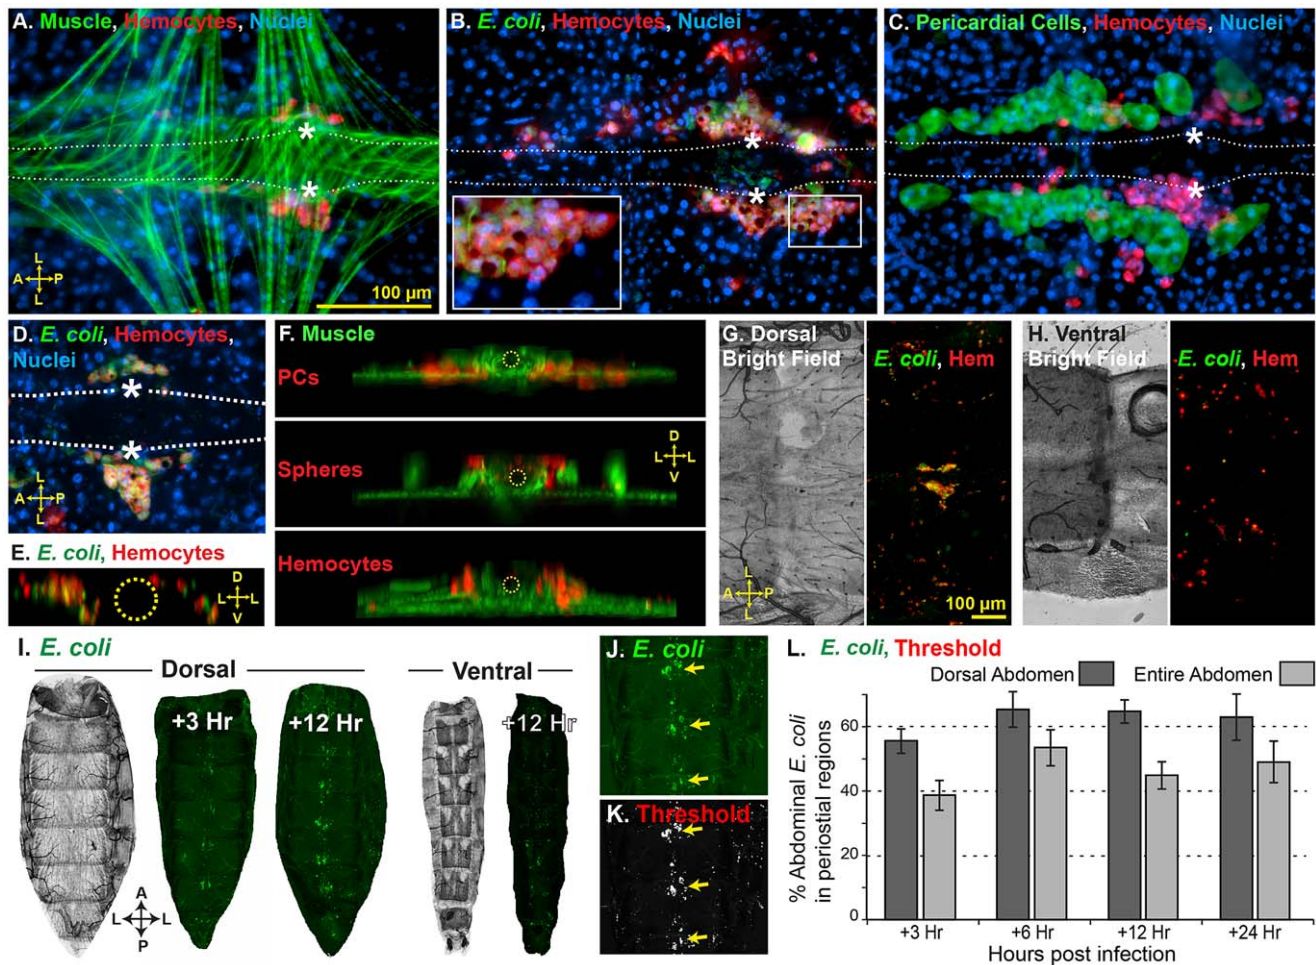 A. Muscle, Hemocytes, Nuclei
A P
L
L
100 µm
B. E. coli, Hemocytes, Nuclei
C. Pericardial Cells, Hemocytes, Nuclei
D. E. coli, Hemocytes,
Nuclei
A P
L
L
E. E. coli, Hemocytes
D
L L
V
F. Muscle
PCs
Spheres
D
L L
V
Hemocytes
G. Dorsal
Bright Field
L
A P
L
E. coli, Hem
100 µm
H. Ventral
Bright Field
E. coli, Hem
I. E. coli
Dorsal
+3 Hr
+12 Hr
A
L L
P
Ventral
+12 Hr
J. E. coli
K. Threshold
L. E. coli, Threshold
Dorsal Abdomen
Entire Abdomen
% Abdominal E. coli
in periostial regions
60
40
20
0
+3 Hr +6 Hr +12 Hr +24 Hr
Hours post infection